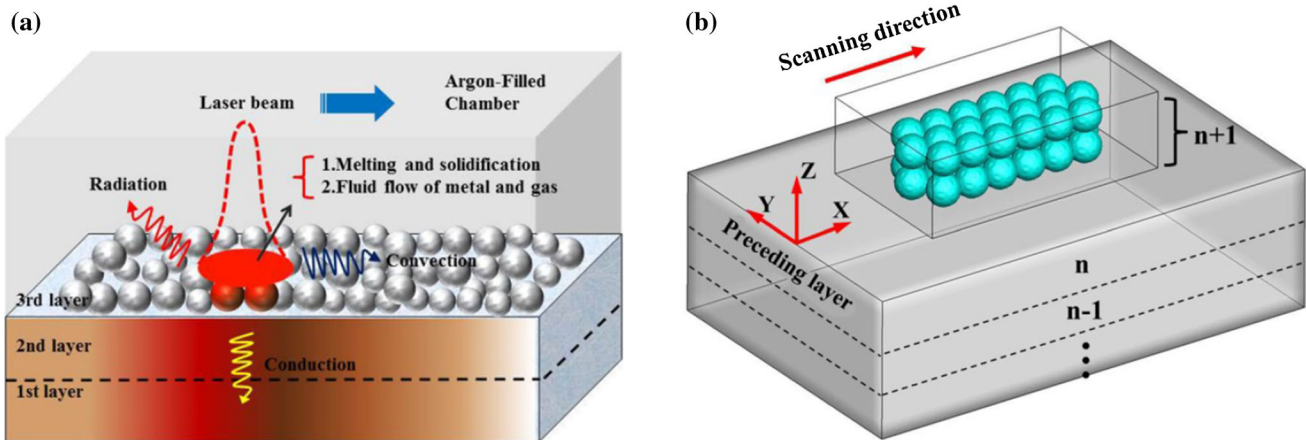 (a)
Argon-Filled
Chamber
Laser beam
1.Melting and solidification
2.Fluid flow of metal and gas
Radiation
Convection
3rd layer
2nd layer
Conduction
1st layer
(b)
Scanning direction
n+1
Z
Y
X
Preceding layer
n
n-1